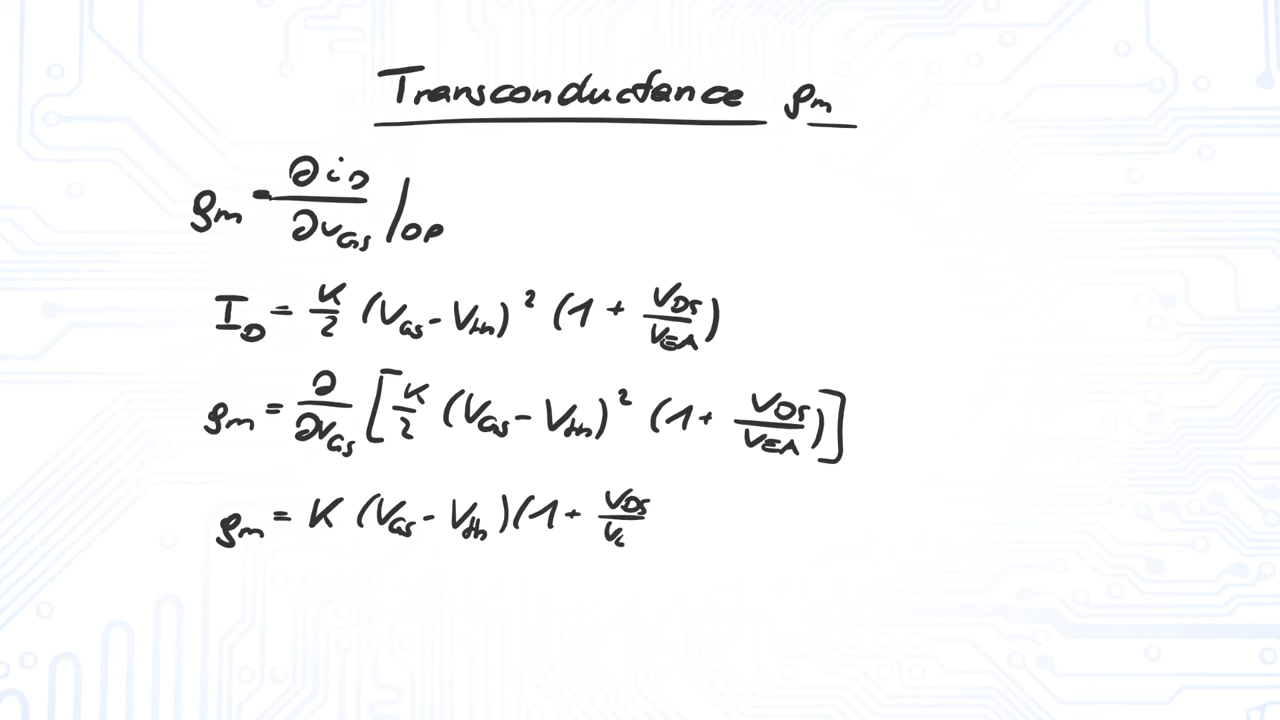 Transconductance gm
gm = ∂iD / ∂vGS |OP
ID = K/2 (VGS - Vth)² (1 + VDS/VEA)
gm = ∂/∂vGS [K/2 (VGS - Vth)² (1 + VDS/VEA)]
gm = K (VGS - Vth)(1 + VDS/V